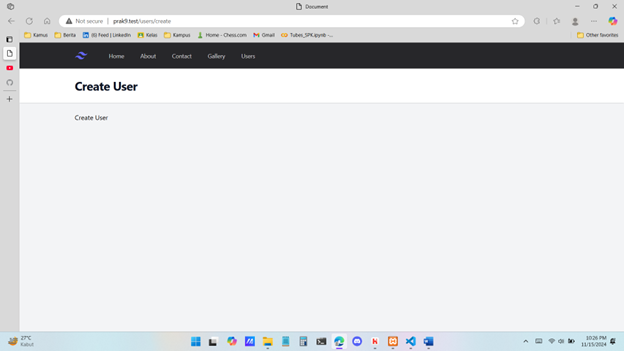 Document
Not secure prak9.test/users/create
Kamus Berita (6) Feed | LinkedIn Kelas Kampus Home - Chess.com Gmail Tubes_SPK.ipynb -... Other favorites
Home About Contact Gallery Users
Create User
Create User
27°C
Kabut
10:26 PM
11/15/2024